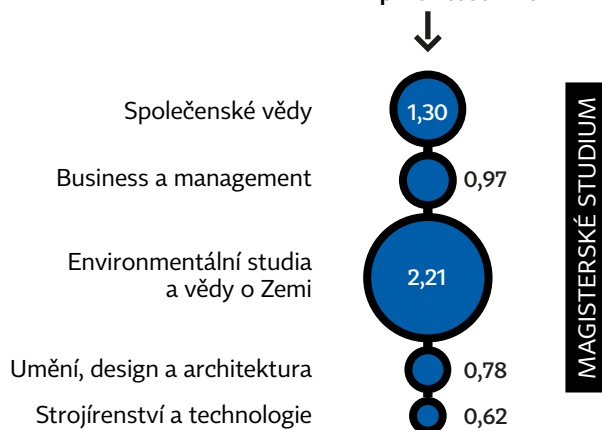 Společenské vědy
1,30
Business a management
0,97
Environmentální studia
a vědy o Zemi
2,21
Umění, design a architektura
0,78
Strojírenství a technologie
0,62
MAGISTERSKÉ STUDIUM